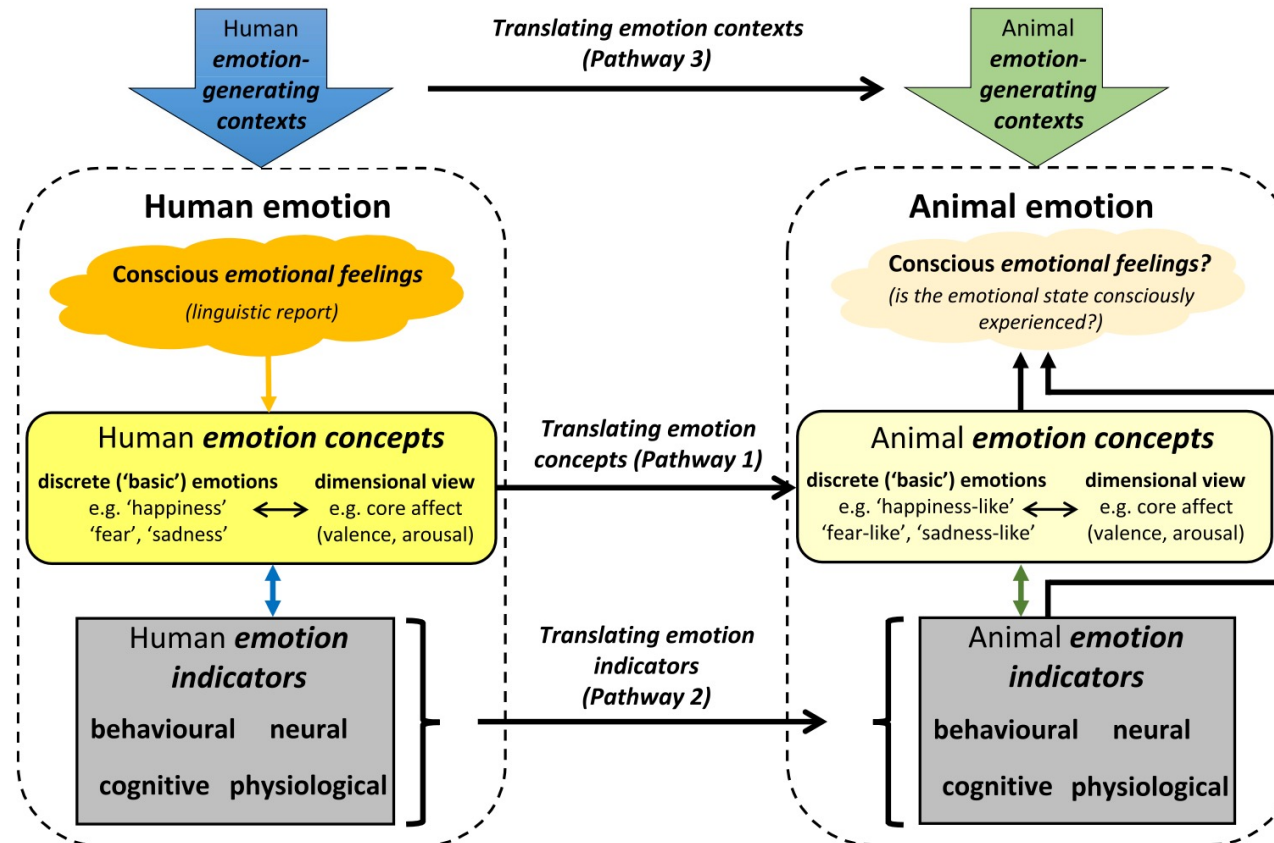 Human
emotion-
generating
contexts
Translating emotion contexts
(Pathway 3)
Animal
emotion-
generating
contexts
Human emotion
Conscious emotional feelings
(linguistic report)
Human emotion concepts
discrete (‘basic’) emotions
e.g. ‘happiness’
‘fear’, ‘sadness’
dimensional view
e.g. core affect
(valence, arousal)
Human emotion
indicators
behavioural neural
cognitive physiological
Translating emotion
concepts (Pathway 1)
Translating emotion
indicators
(Pathway 2)
Animal emotion
Conscious emotional feelings?
(is the emotional state consciously
experienced?)
Animal emotion concepts
discrete (‘basic’) emotions
e.g. ‘happiness-like’
‘fear-like’, ‘sadness-like’
dimensional view
e.g. core affect
(valence, arousal)
Animal emotion
indicators
behavioural neural
cognitive physiological